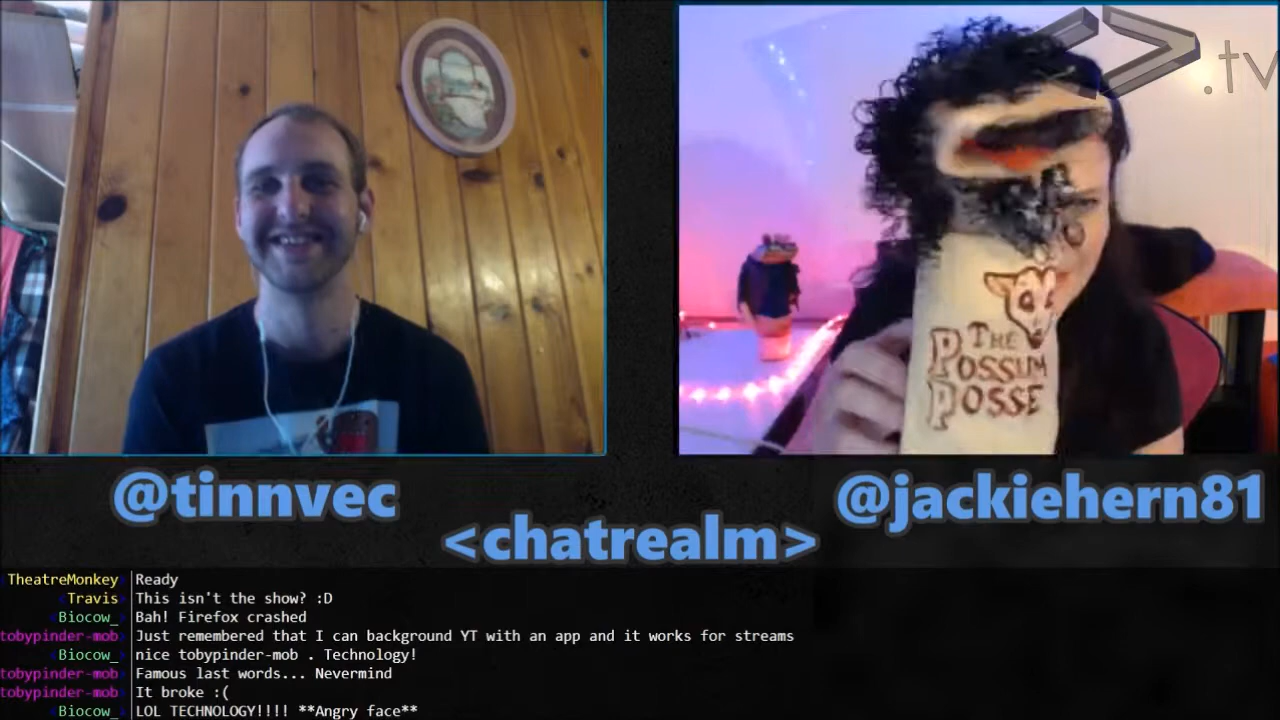 >.tv
THE
POSSUM
POSSE
@tinnvec
@jackiehern81
<chatrealm>
TheatreMonkey Ready
Travis This isn't the show? :D
Biocow_ Bah! Firefox crashed
tobypinder-mob Just remembered that I can background YT with an app and it works for streams
Biocow_ nice tobypinder-mob . Technology!
tobypinder-mob Famous last words... Nevermind
tobypinder-mob It broke :(
Biocow_ LOL TECHNOLOGY!!!! **Angry face**